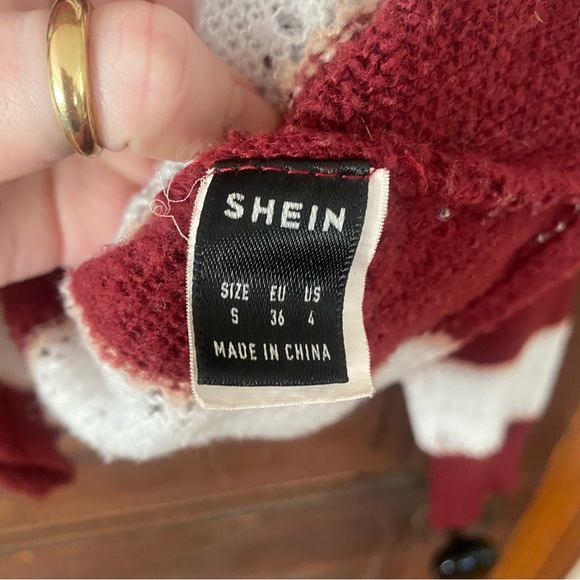 SHEIN
SIZE EU US
S 36 4
MADE IN CHINA